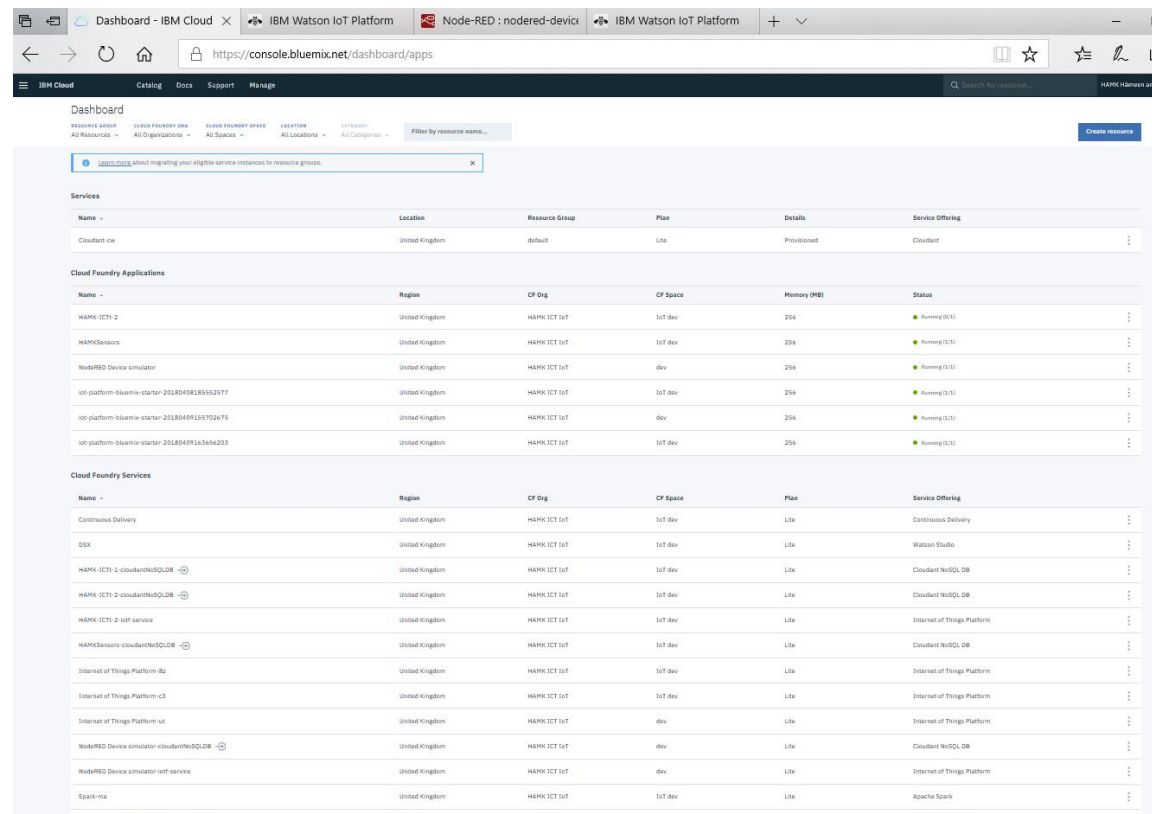 Dashboard - IBM Cloud
IBM Watson IoT Platform
Node-RED : nodered-device
IBM Watson IoT Platform
https://console.bluemix.net/dashboard/apps
IBM Cloud Catalog Docs Support Manage Search for resource... HAMK Hämeen
Dashboard
RESOURCE GROUP CLOUD FOUNDRY ORG CLOUD FOUNDRY SPACE LOCATION CATEGORY
All Resources All Organizations All Spaces All Locations All Categories Filter by resource name... Create resource
Learn more about migrating your eligible service instances to resource groups.
Services
Name Location Resource Group Plan Details Service Offering
Cloudant-cw United Kingdom default Lite Provisioned Cloudant
Cloud Foundry Applications
Name Region CF Org CF Space Memory (MB) Status
HAMK-ICTt-2 United Kingdom HAMK ICT IoT IoT dev 256 Running (0/1)
HAMKSensors United Kingdom HAMK ICT IoT IoT dev 256 Running (1/1)
NodeRED Device simulator United Kingdom HAMK ICT IoT dev 256 Running (1/1)
iot-platform-bluemix-starter-20180408185552577 United Kingdom HAMK ICT IoT IoT dev 256 Running (1/1)
iot-platform-bluemix-starter-20180409155702675 United Kingdom HAMK ICT IoT dev 256 Running (1/1)
iot-platform-bluemix-starter-20180409163656203 United Kingdom HAMK ICT IoT IoT dev 256 Running (1/1)
Cloud Foundry Services
Name Region CF Org CF Space Plan Service Offering
Continuous Delivery United Kingdom HAMK ICT IoT IoT dev Lite Continuous Delivery
DSX United Kingdom HAMK ICT IoT IoT dev Lite Watson Studio
HAMK-ICTt-1-cloudantNoSQLDB United Kingdom HAMK ICT IoT IoT dev Lite Cloudant NoSQL DB
HAMK-ICTt-2-cloudantNoSQLDB United Kingdom HAMK ICT IoT IoT dev Lite Cloudant NoSQL DB
HAMK-ICTt-2-iotf-service United Kingdom HAMK ICT IoT IoT dev Lite Internet of Things Platform
HAMKSensors-cloudantNoSQLDB United Kingdom HAMK ICT IoT IoT dev Lite Cloudant NoSQL DB
Internet of Things Platform-8z United Kingdom HAMK ICT IoT IoT dev Lite Internet of Things Platform
Internet of Things Platform-c3 United Kingdom HAMK ICT IoT IoT dev Lite Internet of Things Platform
Internet of Things Platform-ut United Kingdom HAMK ICT IoT dev Lite Internet of Things Platform
NodeRED Device simulator-cloudantNoSQLDB United Kingdom HAMK ICT IoT dev Lite Cloudant NoSQL DB
NodeRED Device simulator-iotf-service United Kingdom HAMK ICT IoT dev Lite Internet of Things Platform
Spark-ma United Kingdom HAMK ICT IoT IoT dev Lite Apache Spark